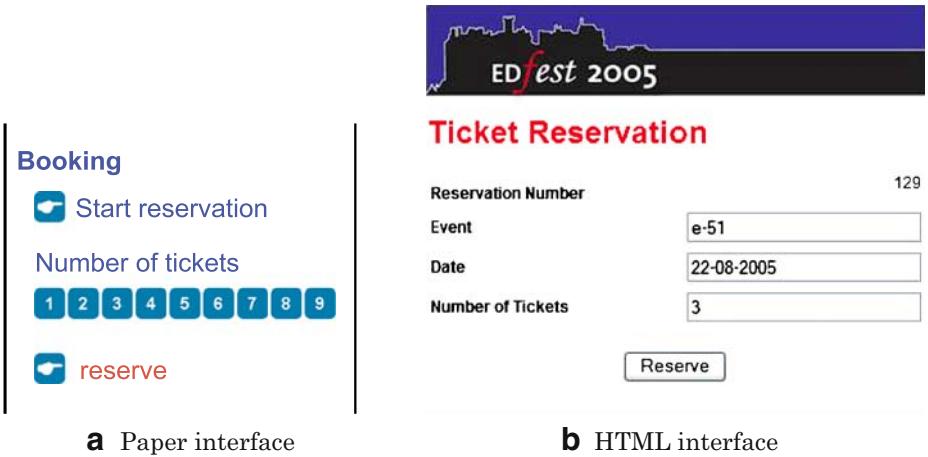 Booking
Start reservation
Number of tickets
1 2 3 4 5 6 7 8 9
reserve
a Paper interface
EDfest 2005
Ticket Reservation
Reservation Number 129
Event e-51
Date 22-08-2005
Number of Tickets 3
Reserve
b HTML interface